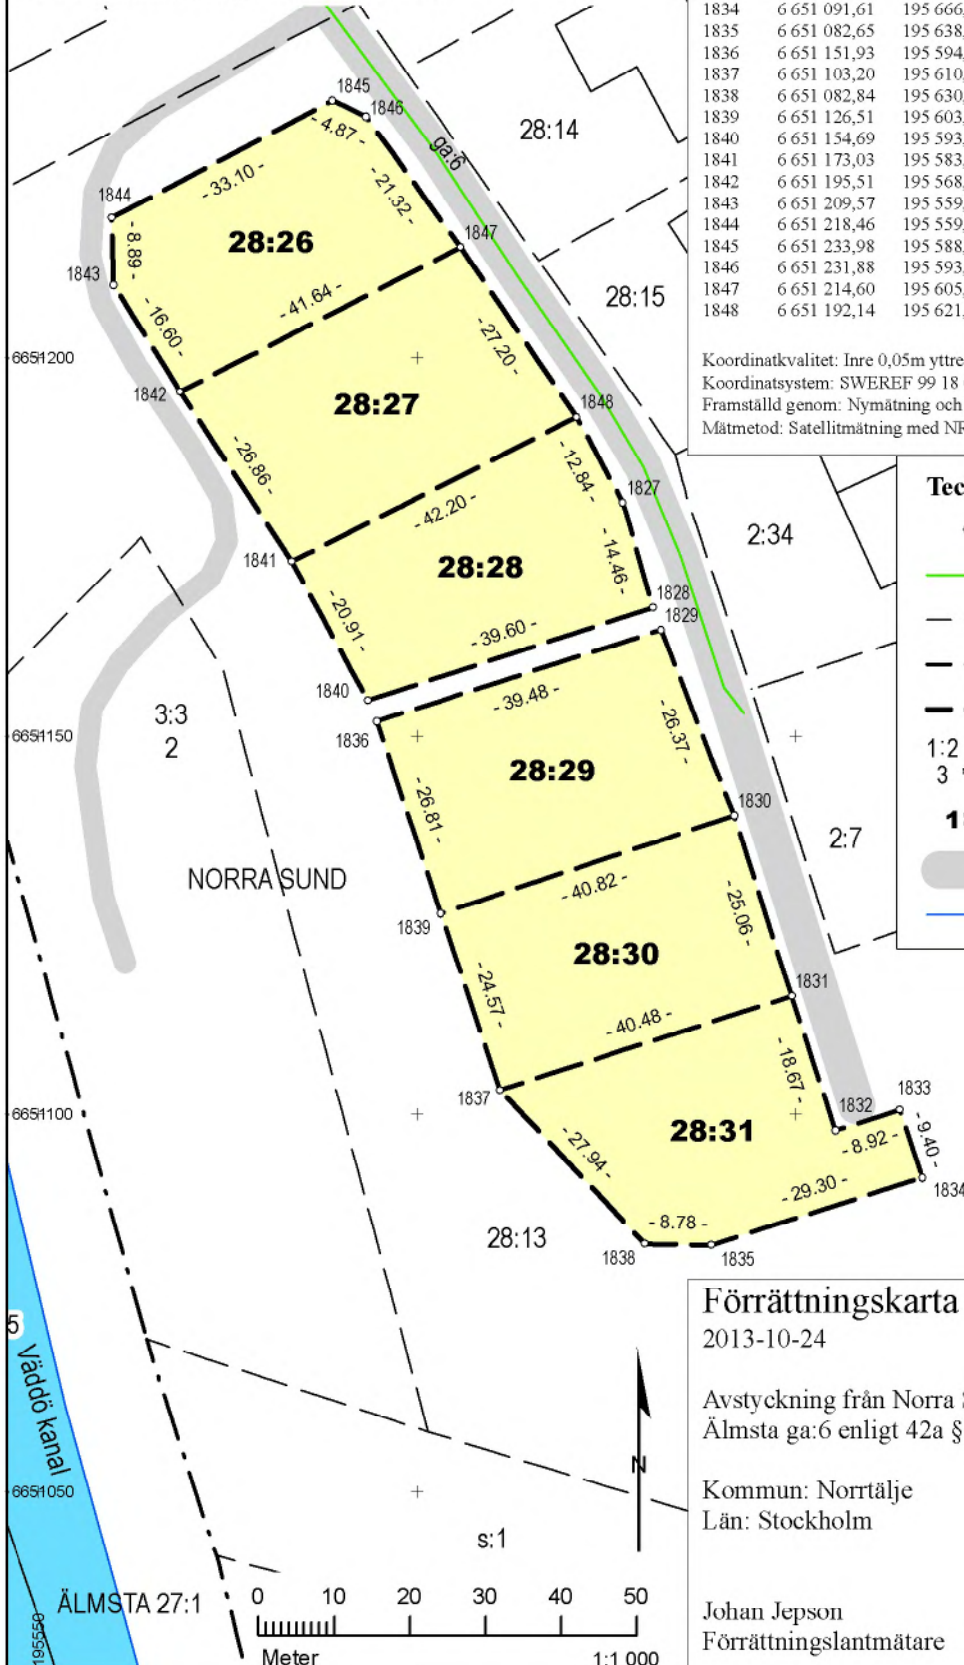 1834 6 651 091,61 195 666,
1835 6 651 082,65 195 638,
1836 6 651 151,93 195 594,
1837 6 651 103,20 195 610,
1838 6 651 082,84 195 630,
1839 6 651 126,51 195 603,
1840 6 651 154,69 195 593,
1841 6 651 173,03 195 583,
1842 6 651 195,51 195 568,
1843 6 651 209,57 195 559,
1844 6 651 218,46 195 559,
1845 6 651 233,98 195 588,
1846 6 651 231,88 195 593,
1847 6 651 214,60 195 605,
1848 6 651 192,14 195 621,
Koordinatkvalitet: Inre 0,05m yttre
Koordinatsystem: SWEREF 99 18
Framställd genom: Nymätning och
Mätmetod: Satellitmätning med NR
1845
1846
- 4.87 -
ga:6
28:14
- 33.10 -
- 21.32 -
1844
28:26
1847
- 8.89 -
1843
- 41.64 -
28:15
- 16.60 -
- 27.20 -
6651200
1842
28:27
1848
- 26.86 -
- 12.84 -
Tec
- 42.20 -
1827
2:34
1841
28:28
- 14.46 -
- 20.91 -
1828
- 39.60 -
1829
1840
- 39.48 -
3:3
2
1836
- 26.37 -
6651150
1:2
3
28:29
- 26.81 -
1830
1
2:7
NORRA SUND
- 40.82 -
1839
- 25.06 -
28:30
- 24.57 -
1831
- 40.48 -
- 18.67 -
1837
1833
6651100
1832
28:31
- 8.92 -
- 9.40 -
- 27.94 -
- 29.30 -
1834
- 8.78 -
28:13
1838
1835
Förrättningskarta
2013-10-24
5
Väddö kanal
Avstyckning från Norra S
Älmsta ga:6 enligt 42a §
N
6651050
Kommun: Norrtälje
Län: Stockholm
s:1
ÄLMSTA 27:1
195550
0 10 20 30 40 50
Meter 1:1 000
Johan Jepson
Förrättningslantmätare